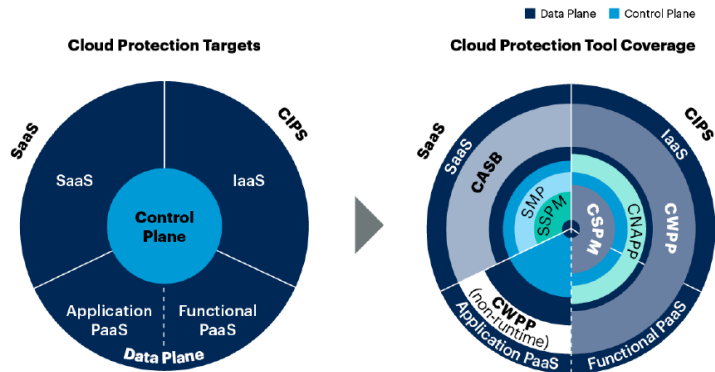 Data Plane
Control Plane
Cloud Protection Targets
Cloud Protection Tool Coverage
SaaS
CIPS
SaaS
IaaS
Control
Plane
Application
PaaS
Functional
PaaS
Data Plane
SaaS
CIPS
SaaS
IaaS
CASB
SMP
SSPM
CSPM
CNAPP
CWPP
CWPP
(non-runtime)
Application PaaS
Functional PaaS